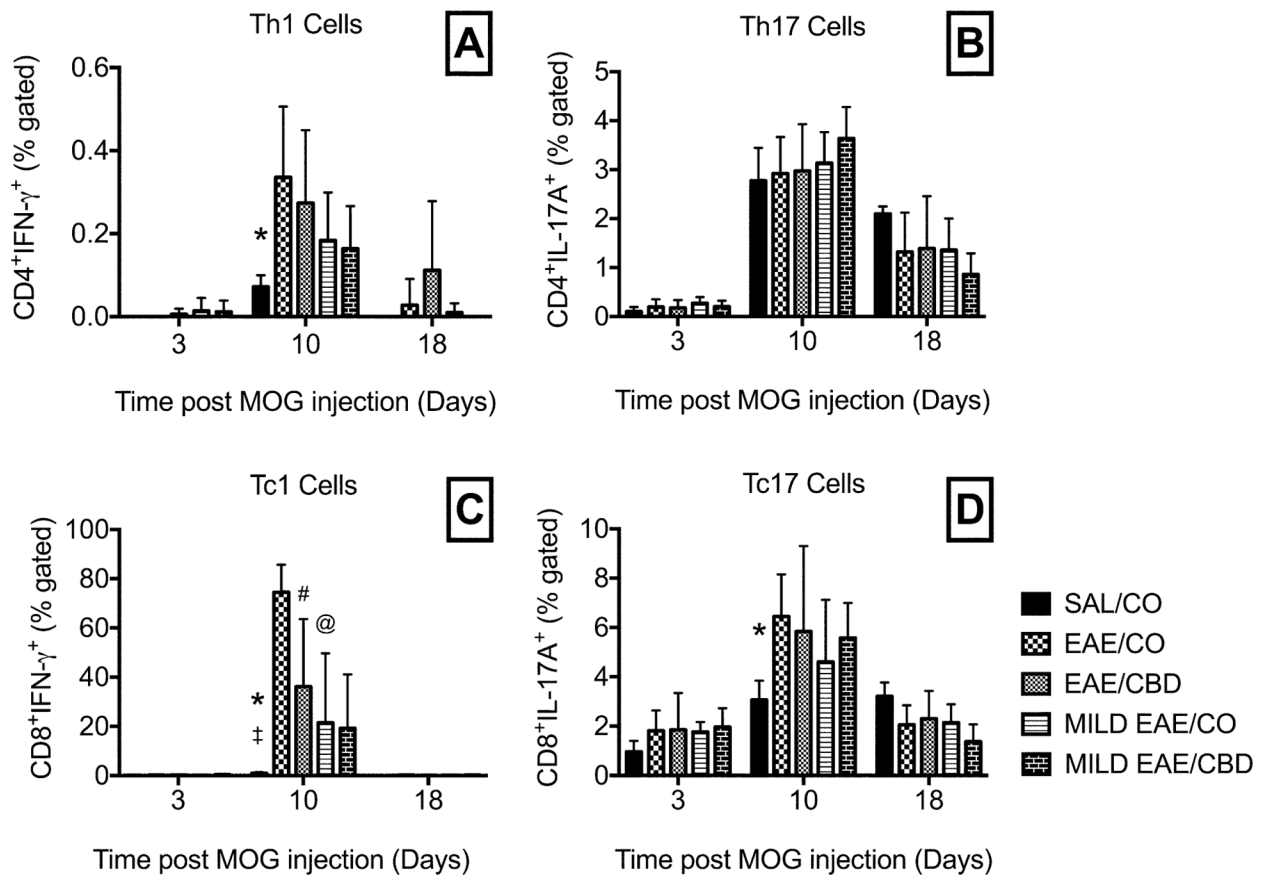 Th1 Cells
A
CD4+IFN-γ+ (% gated)
0.6
0.4
0.2
0.0
*
3 10 18
Time post MOG injection (Days)
Th17 Cells
B
CD4+IL-17A+ (% gated)
5
4
3
2
1
0
3 10 18
Time post MOG injection (Days)
Tc1 Cells
C
CD8+IFN-γ+ (% gated)
100
80
60
40
20
0
#
@
*
‡
3 10 18
Time post MOG injection (Days)
Tc17 Cells
D
CD8+IL-17A+ (% gated)
10
8
6
4
2
0
*
3 10 18
Time post MOG injection (Days)
SAL/CO
EAE/CO
EAE/CBD
MILD EAE/CO
MILD EAE/CBD